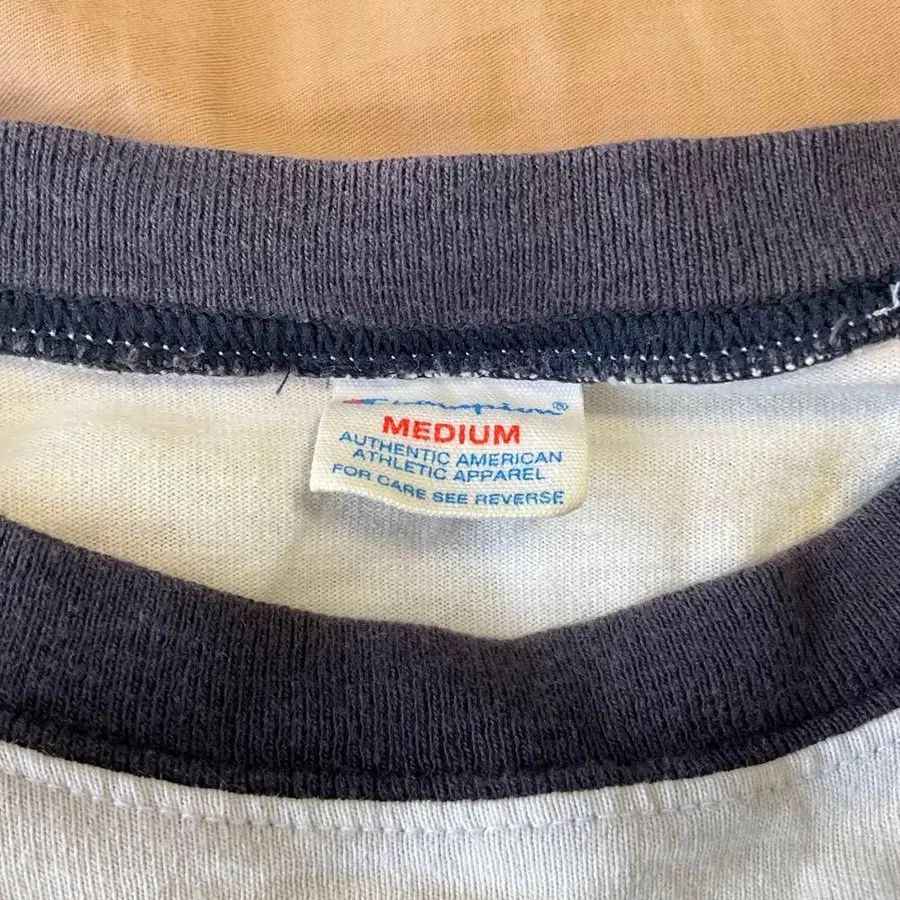 Champion®
MEDIUM
AUTHENTIC AMERICAN
ATHLETIC APPAREL
FOR CARE SEE REVERSE